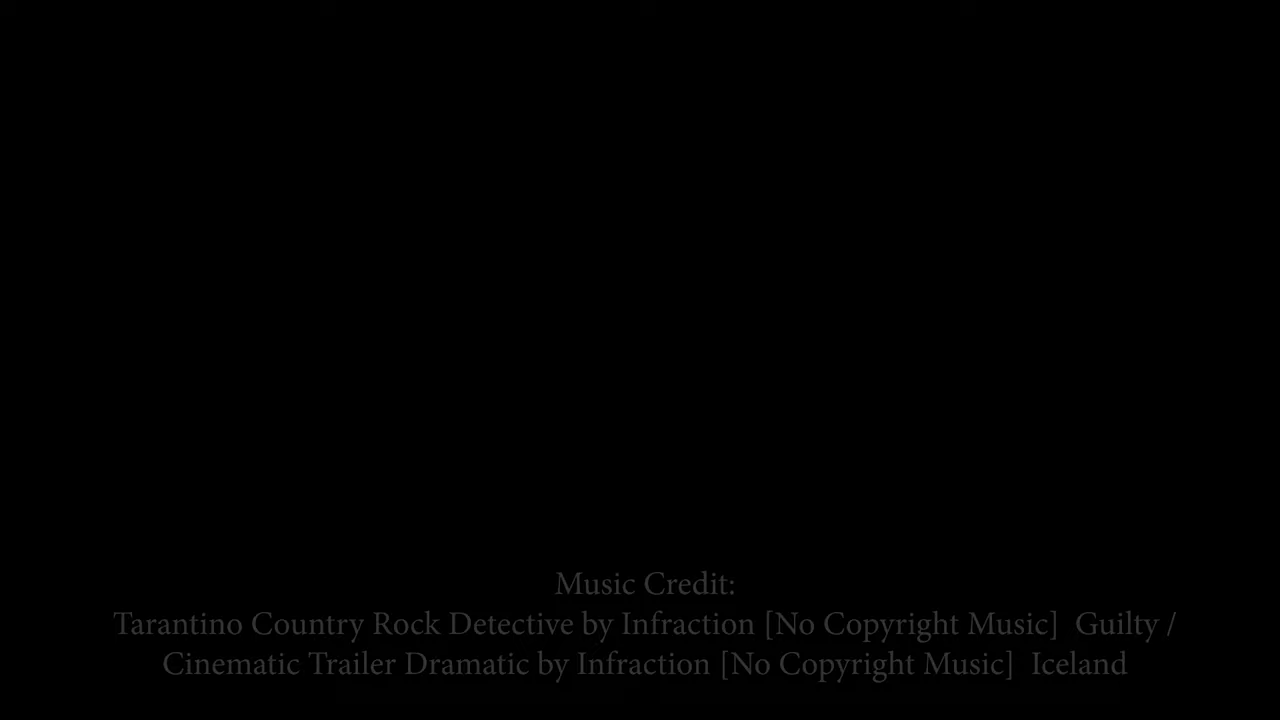 Music Credit:
Tarantino Country Rock Detective by Infraction [No Copyright Music]  Guilty /
Cinematic Trailer Dramatic by Infraction [No Copyright Music]  Iceland